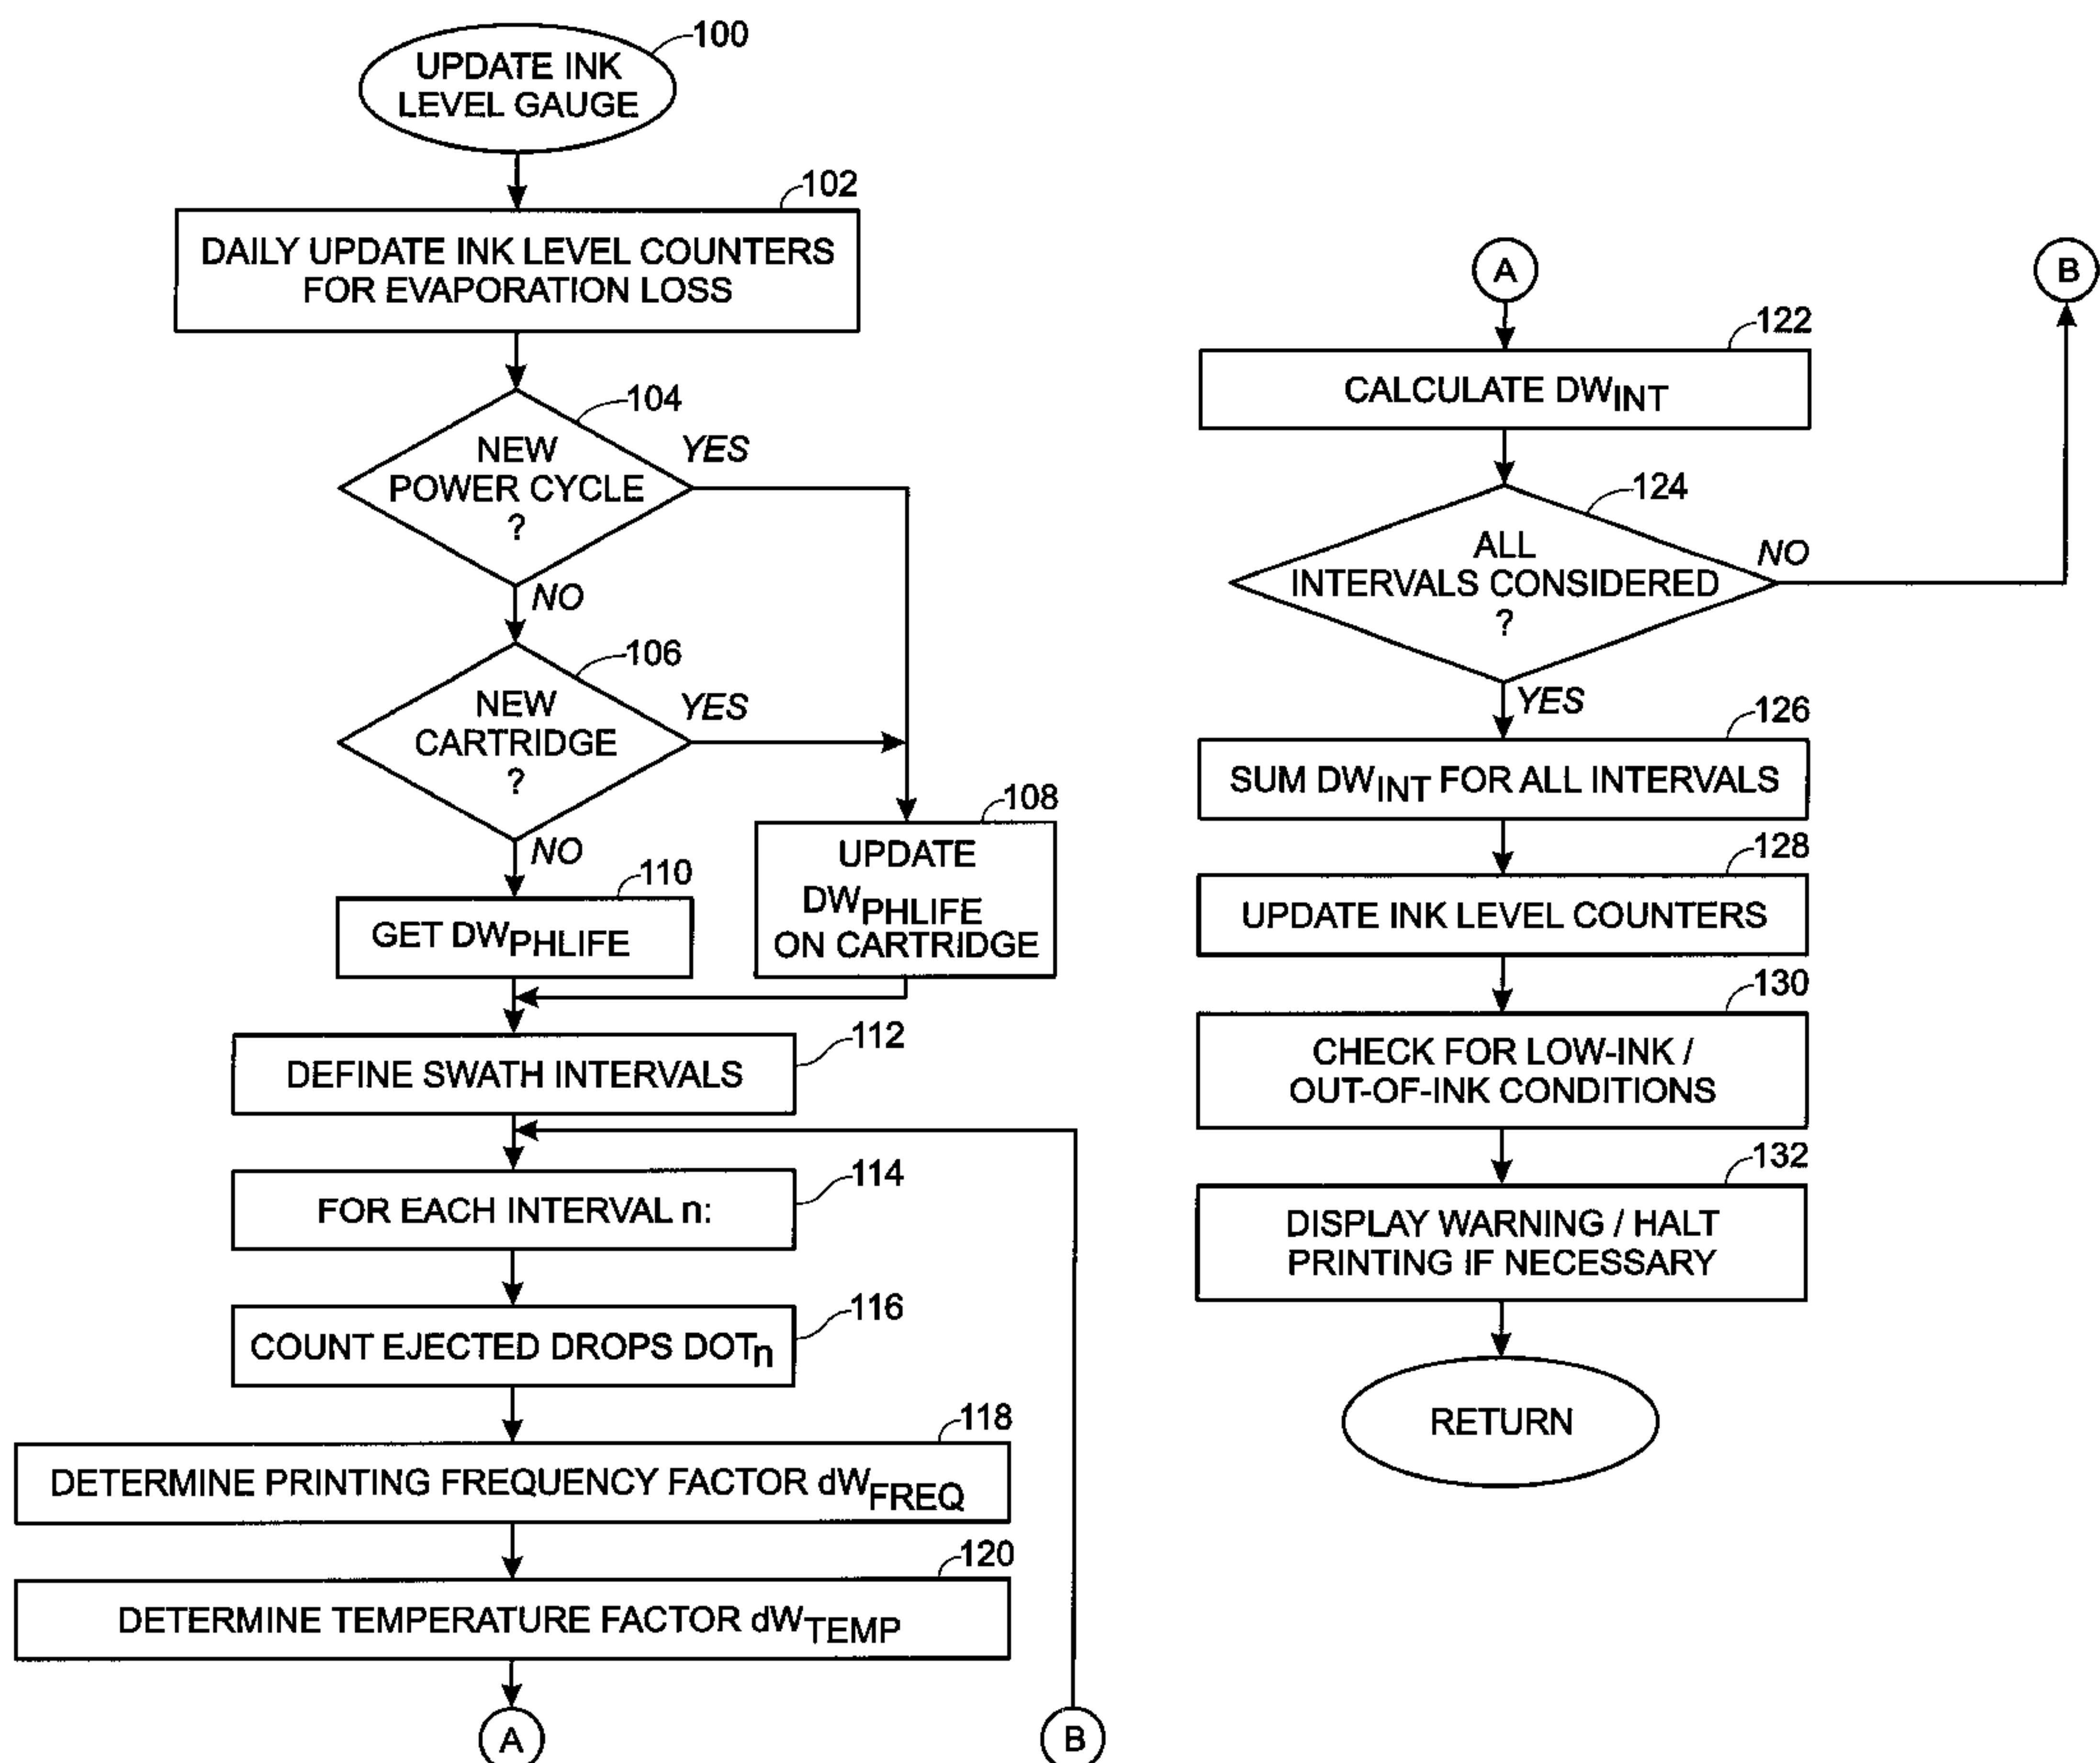 100
UPDATE INK
LEVEL GAUGE
102
DAILY UPDATE INK LEVEL COUNTERS
FOR EVAPORATION LOSS
104
NEW
POWER CYCLE
?
YES
NO
106
NEW
CARTRIDGE
?
YES
NO
108
UPDATE
DWPHLIFE
ON CARTRIDGE
110
GET DWPHLIFE
112
DEFINE SWATH INTERVALS
114
FOR EACH INTERVAL n:
116
COUNT EJECTED DROPS DOTn
118
DETERMINE PRINTING FREQUENCY FACTOR dWFREQ
120
DETERMINE TEMPERATURE FACTOR dWTEMP
A
B
A
B
122
CALCULATE DWINT
124
ALL
INTERVALS CONSIDERED
?
NO
YES
126
SUM DWINT FOR ALL INTERVALS
128
UPDATE INK LEVEL COUNTERS
130
CHECK FOR LOW-INK /
OUT-OF-INK CONDITIONS
132
DISPLAY WARNING / HALT
PRINTING IF NECESSARY
RETURN